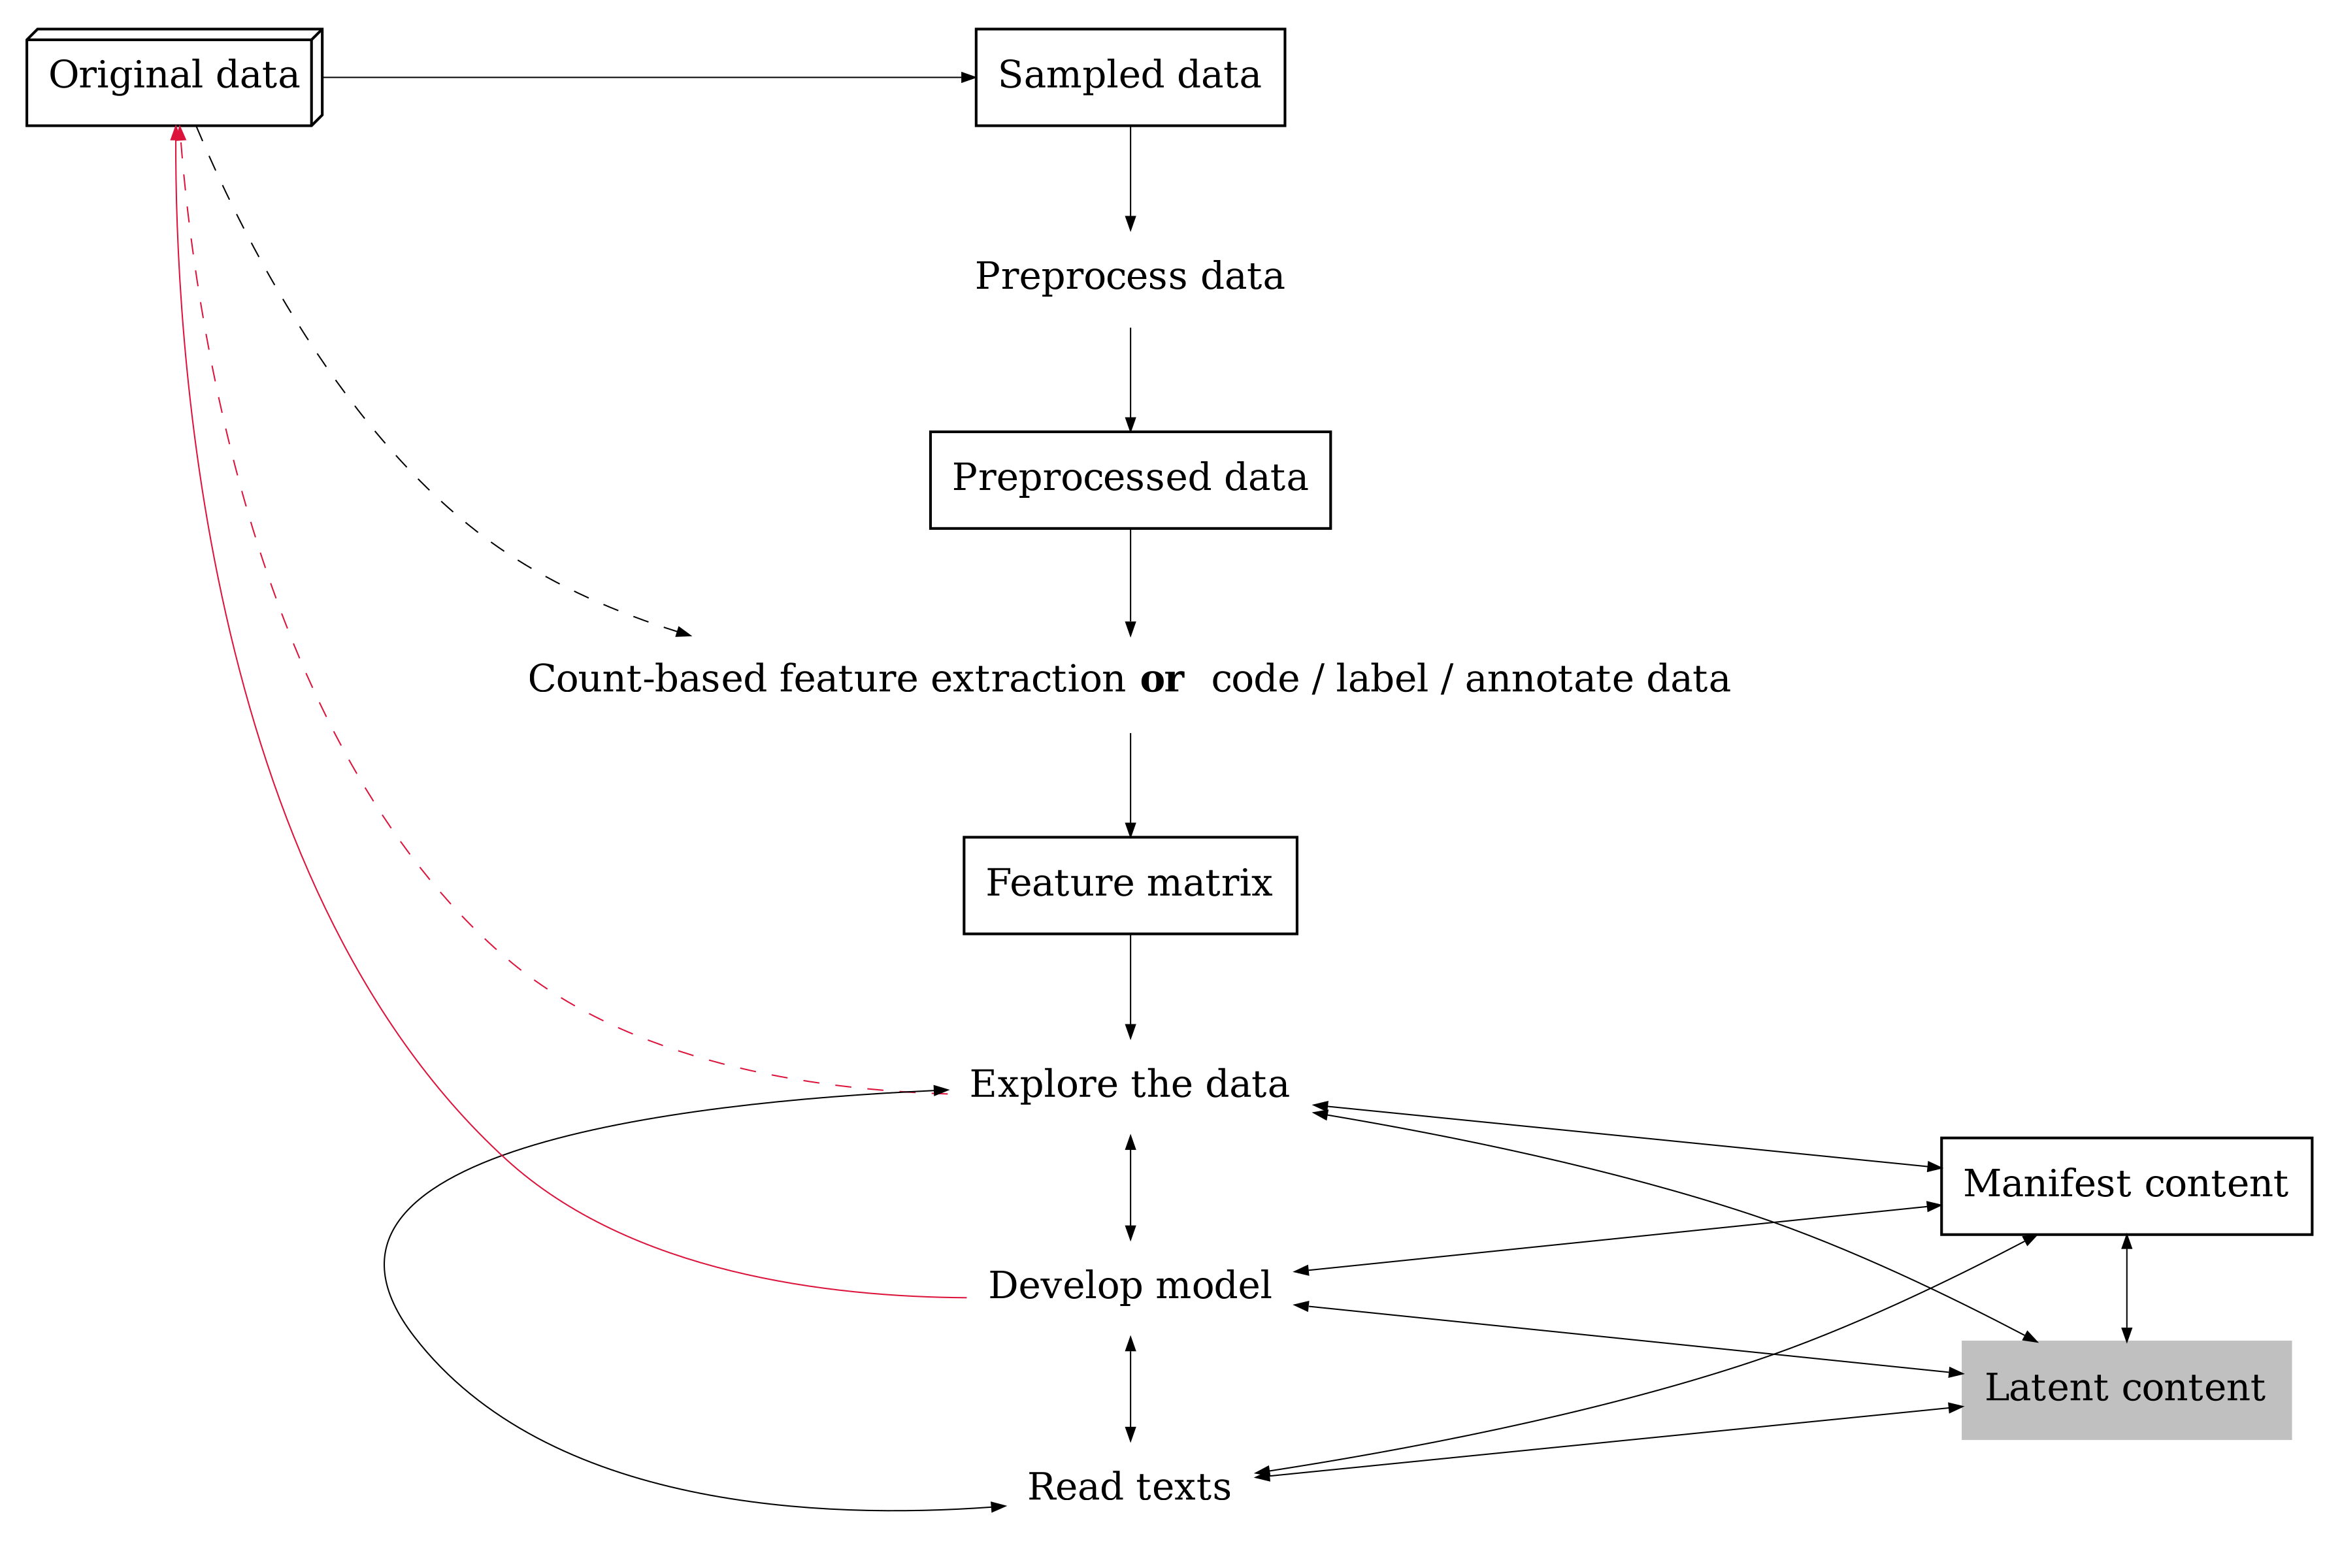 Original data
Sampled data
Preprocess data
Preprocessed data
Count-based feature extraction or code / label / annotate data
Feature matrix
Explore the data
Manifest content
Develop model
Latent content
Read texts